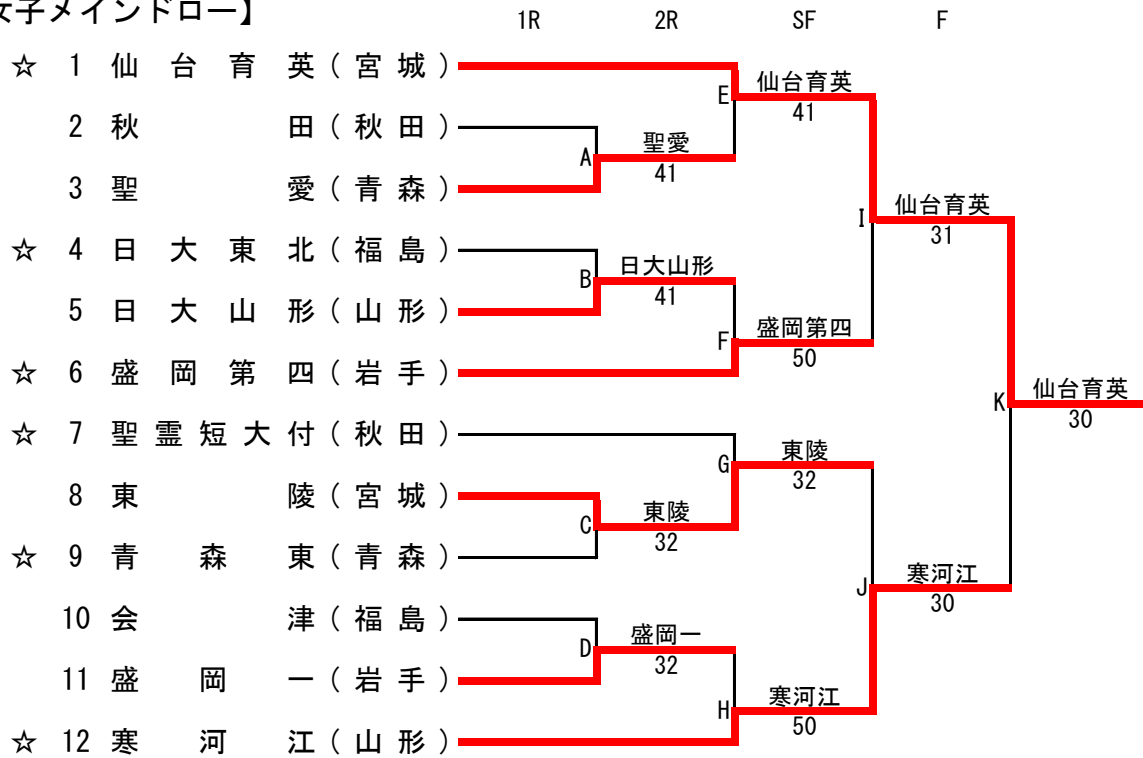 女子メインドロー】
1R 2R SF F
☆ 1 仙台育英(宮城)
E 仙台育英
41
2 秋田(秋田)
A 聖愛
41
3 聖愛(青森)
I 仙台育英
31
☆ 4 日大東北(福島)
B 日大山形
41
5 日大山形(山形)
F 盛岡第四
50
☆ 6 盛岡第四(岩手)
K 仙台育英
30
☆ 7 聖霊短大付(秋田)
G 東陵
32
8 東陵(宮城)
C 東陵
32
☆ 9 青森東(青森)
J 寒河江
30
10 会津(福島)
D 盛岡一
32
11 盛岡一(岩手)
H 寒河江
50
☆ 12 寒河江(山形)